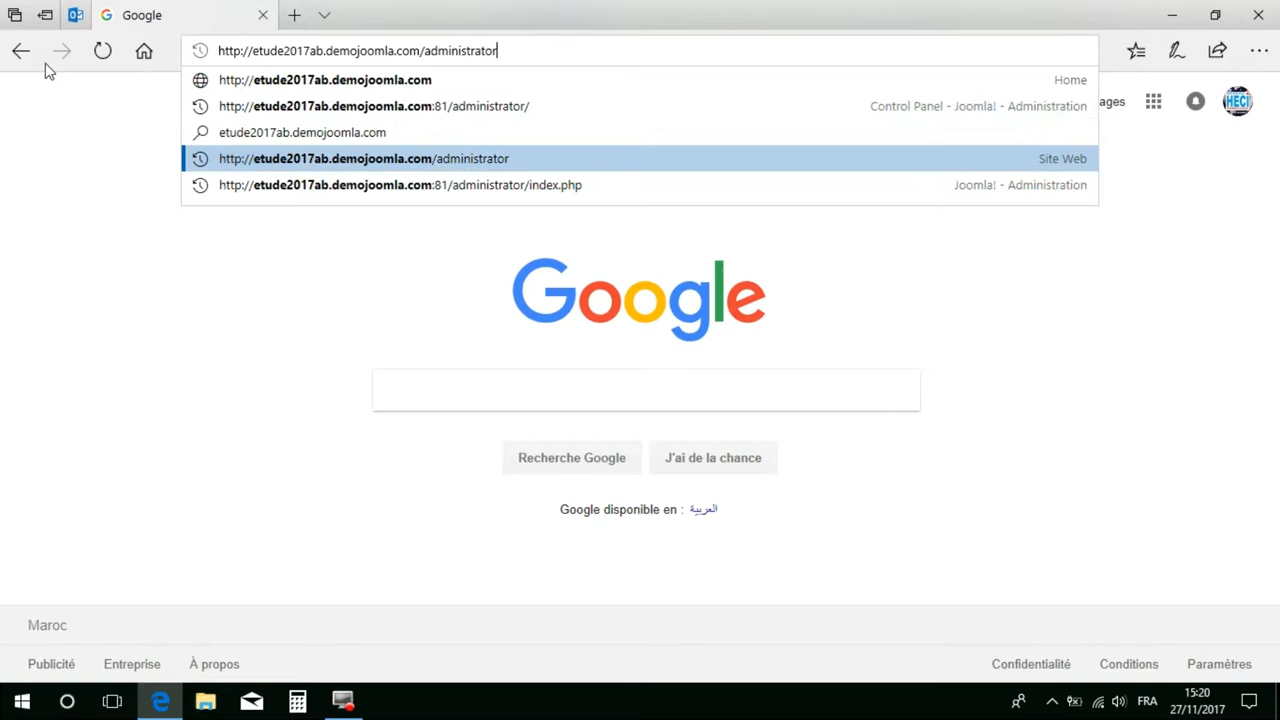 Google
http://etude2017ab.demojoomla.com/administrator
http://etude2017ab.demojoomla.com Home
http://etude2017ab.demojoomla.com:81/administrator/ Control Panel - Joomla! - Administration
etude2017ab.demojoomla.com
http://etude2017ab.demojoomla.com/administrator Site Web
http://etude2017ab.demojoomla.com:81/administrator/index.php Joomla! - Administration
ages
HECI
Google
Recherche Google J'ai de la chance
Google disponible en : العربية
Maroc
Publicité Entreprise À propos Confidentialité Conditions Paramètres
FRA
15:20
27/11/2017